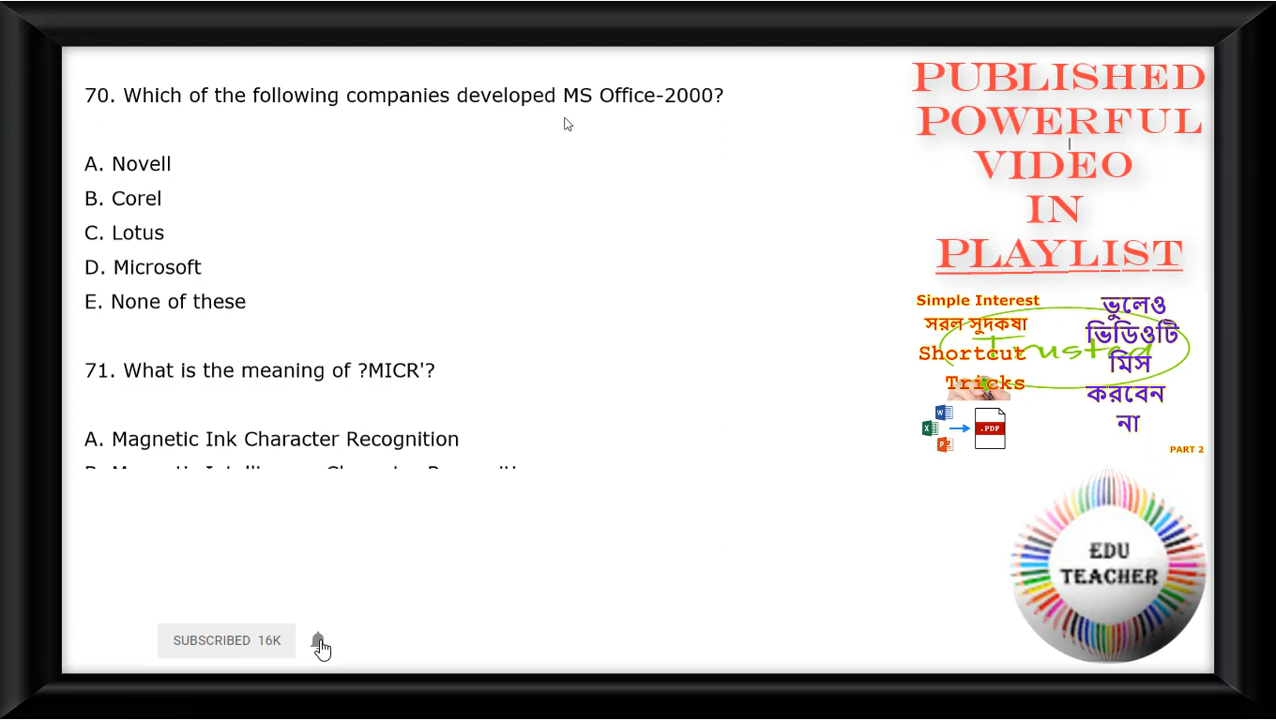 70. Which of the following companies developed MS Office-2000?
A. Novell
B. Corel
C. Lotus
D. Microsoft
E. None of these
71. What is the meaning of ?MICR'?
A. Magnetic Ink Character Recognition
PUBLISHED
POWERFUL
VIDEO
IN
PLAYLIST
Simple Interest
সরল সুদকষা
Shortcut
Tricks
Trusted
ভুলেও
ভিডিওটি
মিস
করবেন
না
W
X
P
.PDF
PART 2
EDU
TEACHER
SUBSCRIBED 16K